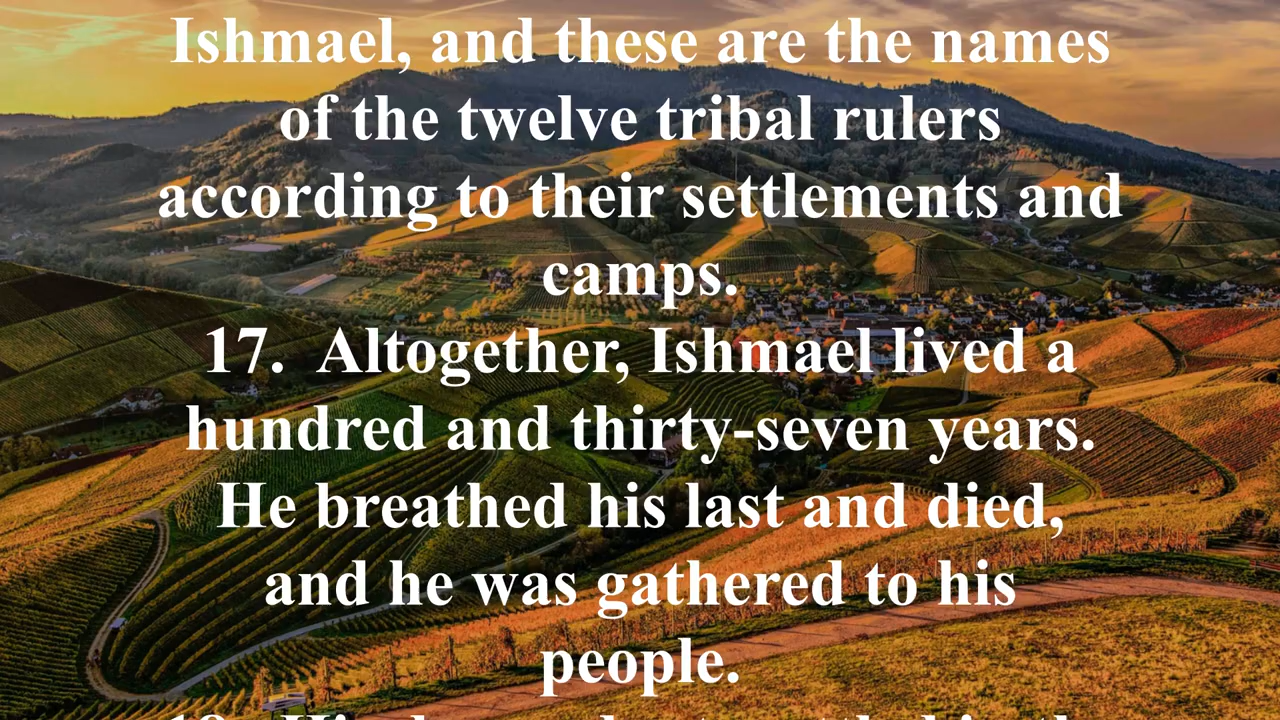 Ishmael, and these are the names
of the twelve tribal rulers
according to their settlements and
camps.
17.  Altogether, Ishmael lived a
hundred and thirty-seven years.
He breathed his last and died,
and he was gathered to his
people.